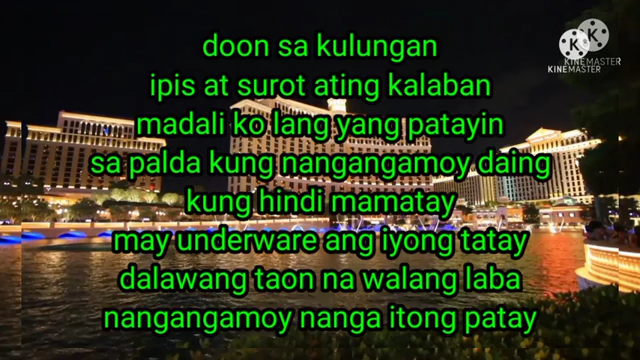 doon sa kulungan
ipis at surot ating kalaban
madali ko lang yang patayin
sa palda kung nangangamoy daing
kung hindi mamatay
may underware ang iyong tatay
dalawang taon na walang laba
nangangamoy nanga itong patay
K
K
KINEMASTER
KINEMASTER